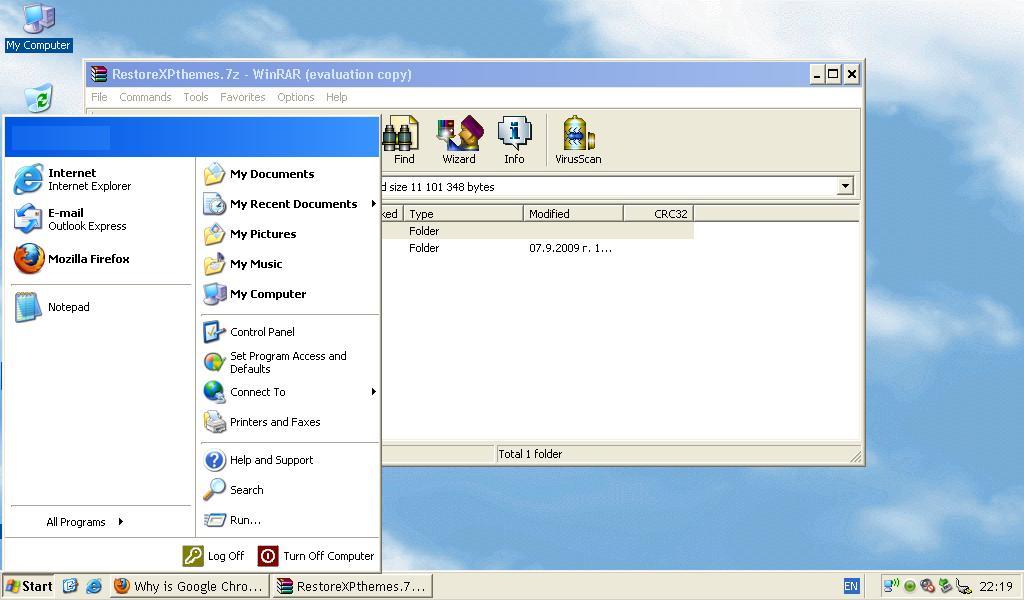 My Computer
RestoreXPthemes.7z - WinRAR (evaluation copy)
File Commands Tools Favorites Options Help
Find Wizard Info VirusScan
d size 11 101 348 bytes
ked Type Modified CRC32
Folder
Folder 07.9.2009 г. 1...
Total 1 folder
Internet
Internet Explorer
E-mail
Outlook Express
Mozilla Firefox
Notepad
All Programs
My Documents
My Recent Documents
My Pictures
My Music
My Computer
Control Panel
Set Program Access and
Defaults
Connect To
Printers and Faxes
Help and Support
Search
Run...
Log Off Turn Off Computer
Start Why is Google Chro... RestoreXPthemes.7... EN 22:19